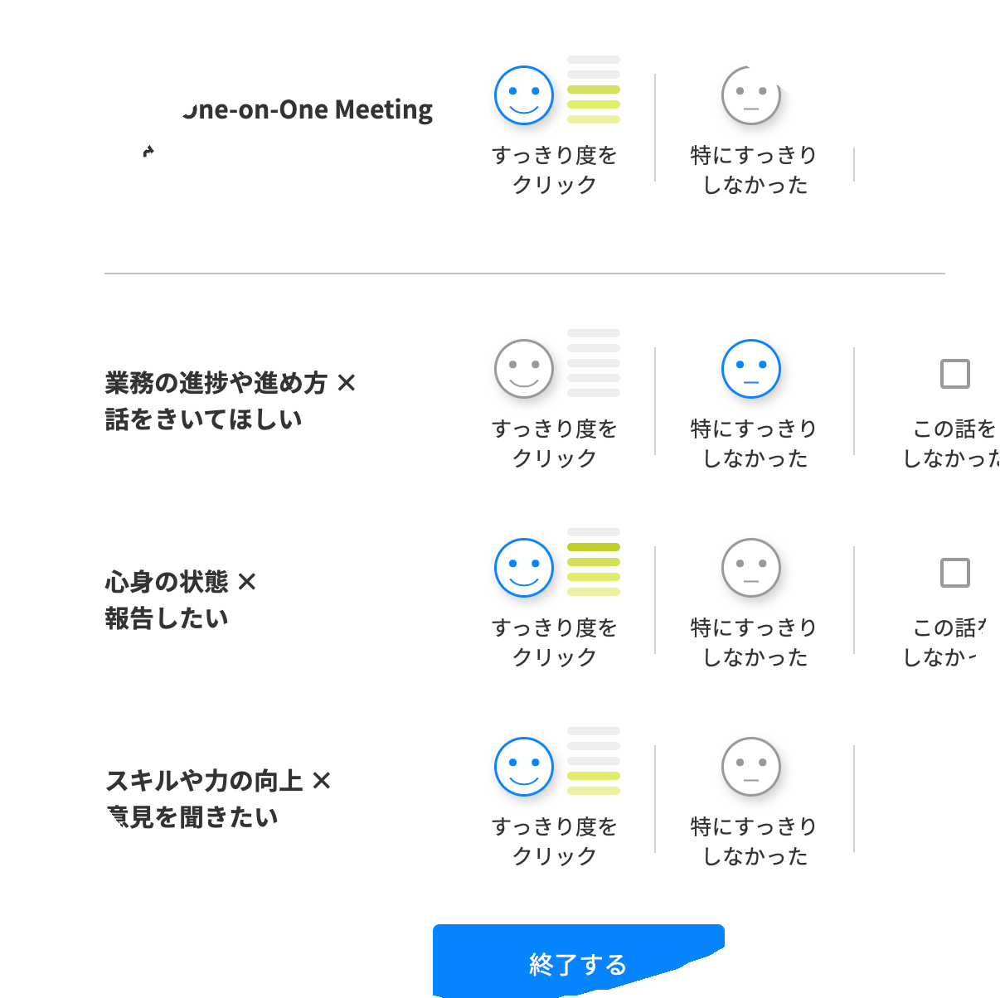 One-on-One Meeting
すっきり度を
クリック
特にすっきり
しなかった
業務の進捗や進め方 ×
話をきいてほしい
すっきり度を
クリック
特にすっきり
しなかった
この話を
しなかった
心身の状態 ×
報告したい
すっきり度を
クリック
特にすっきり
しなかった
この話
しなか
スキルや力の向上 ×
意見を聞きたい
すっきり度を
クリック
特にすっきり
しなかった
終了する